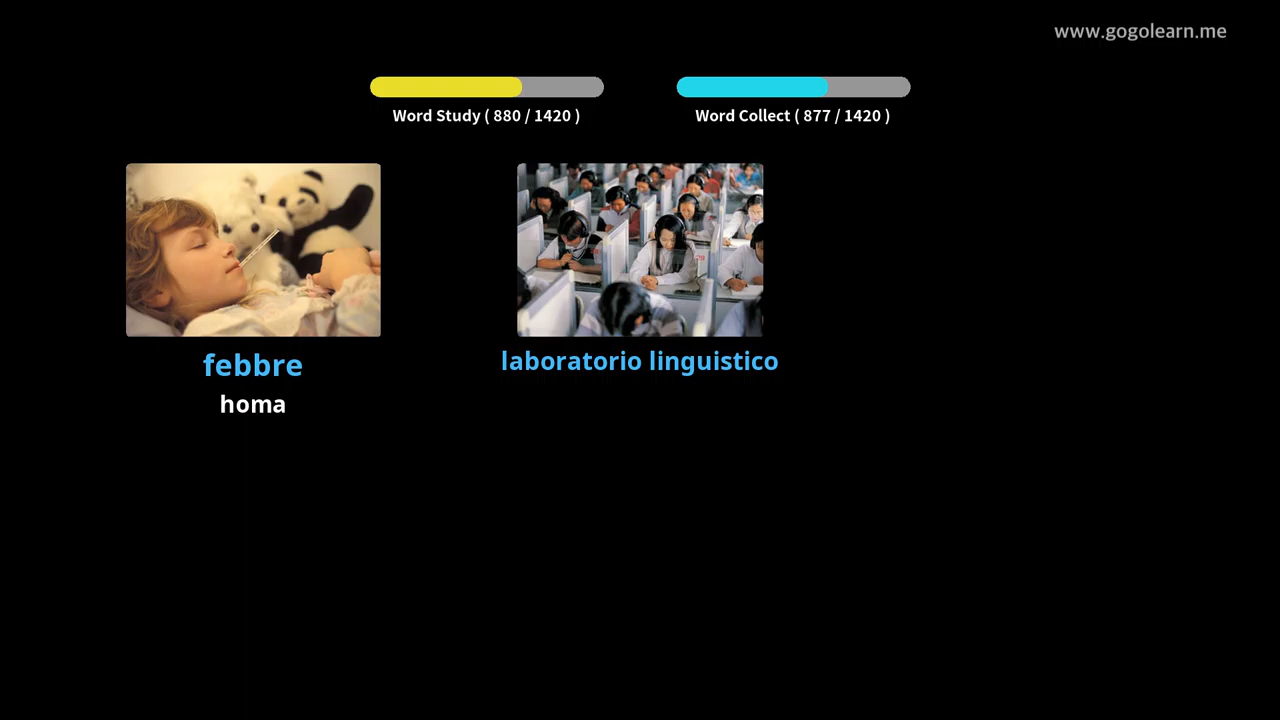 www.gogolearn.me
Word Study ( 880 / 1420 )
Word Collect ( 877 / 1420 )
febbre
homa
laboratorio linguistico